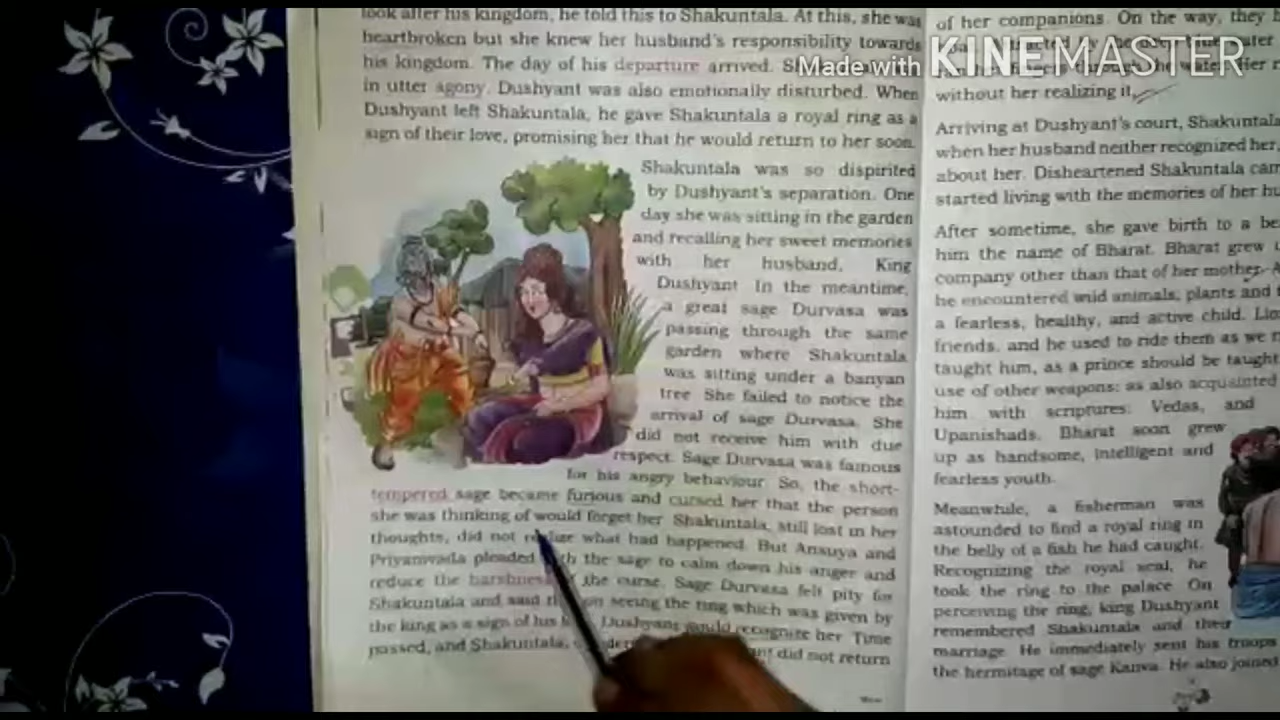 look after his kingdom, he told this to Shakuntala. At this, she was
heartbroken but she knew her husband's responsibility towards
his kingdom. The day of his departure arrived.
in utter agony. Dushyant was also emotionally disturbed. When
Dushyant left Shakuntala, he gave Shakuntala a royal ring as a
sign of their love, promising her that he would return to her soon.
Shakuntala was so dispirited
by Dushyant's separation. One
day she was sitting in the garden
and recalling her sweet memories
with her husband, King
Dushyant In the meantime,
a great sage Durvasa was
passing through the same
garden where Shakuntala
was sitting under a banyan
tree She failed to notice the
arrival of sage Durvasa. She
did not receive him with due
respect. Sage Durvasa was famous
for his angry behaviour. So, the short-
tempered sage became furious and cursed her that the person
she was thinking of would forget her Shakuntala, still lost in her
thoughts, did not realize what had happened. But Ansuya and
Priyamvada pleaded the sage to calm down his anger and
reduce the harshness the curse. Sage Durvasa felt pity for
Shakuntala and said on seeing the ring which was given by
the king as a sign of his Dushyant would recognize her Time
passed, and Shakuntala, did not return
of her companions. On the way, they
Made with KINEMASTER
without her realizing it.
Arriving at Dushyant's court, Shakuntala
when her husband neither recognized her,
about her. Disheartened Shakuntala
started living with the memories of her
After sometime, she gave birth to a
him the name of Bharat. Bharat grew
company other than that of her mother.
he encountered wild animals, plants and
a fearless, healthy, and active child.
friends, and he used to ride them as we
taught him, as a prince should be taught
use of other weapons; as also acquainted
him with scriptures. Vedas, and
Upanishads. Bharat soon grew
up as handsome, intelligent and
fearless youth.
Meanwhile, a fisherman was
astounded to find a royal ring in
the belly of a fish he had caught.
Recognizing the royal seal, he
took the ring to the palace. On
perceiving the ring, king Dushyant
remembered Shakuntala and their
marriage. He immediately sent his troops
the hermitage of sage Kanva. He also joined